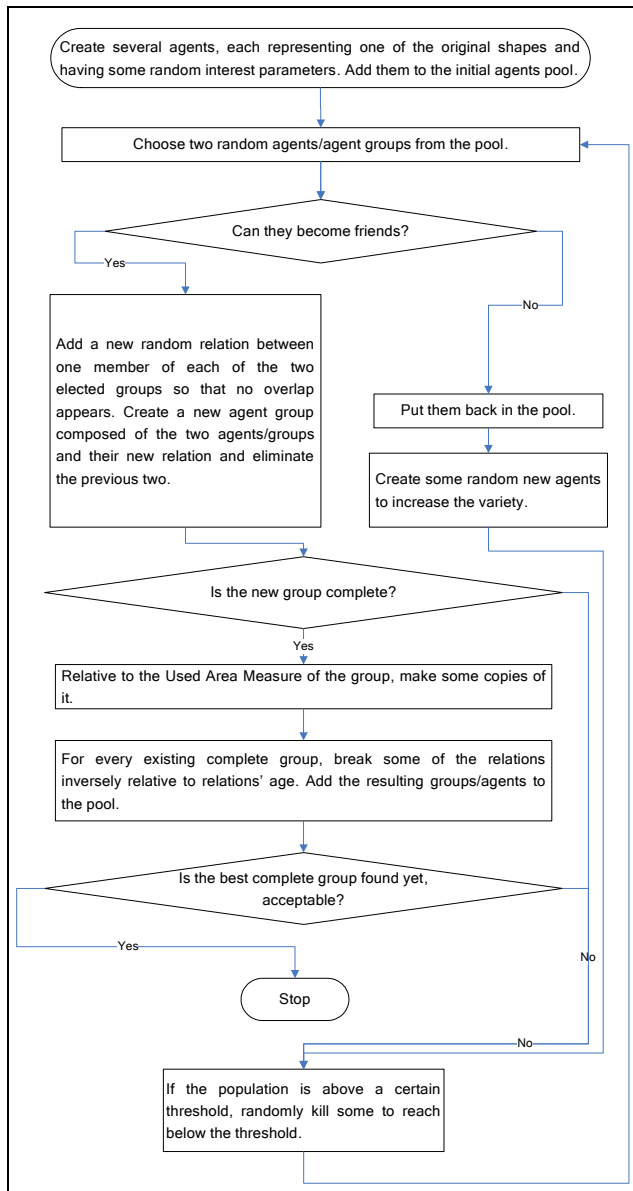 Create several agents, each representing one of the original shapes and
having some random interest parameters. Add them to the initial agents pool.
Choose two random agents/agent groups from the pool.
Can they become friends?
Yes
No
Add a new random relation between
one member of each of the two
elected groups so that no overlap
appears. Create a new agent group
composed of the two agents/groups
and their new relation and eliminate
the previous two.
Put them back in the pool.
Create some random new agents
to increase the variety.
Is the new group complete?
Yes
Relative to the Used Area Measure of the group, make some copies of
it.
For every existing complete group, break some of the relations
inversely relative to relations' age. Add the resulting groups/agents to
the pool.
Is the best complete group found yet,
acceptable?
Yes
No
Stop
No
If the population is above a certain
threshold, randomly kill some to reach
below the threshold.